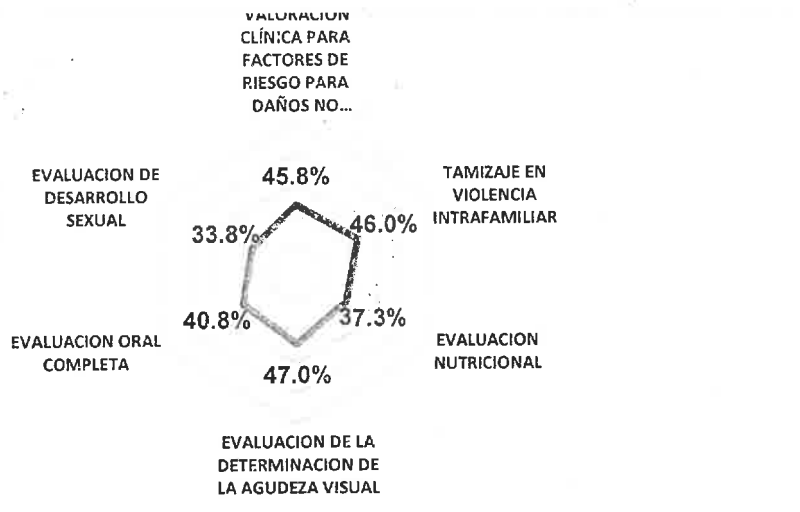 VALORACION
CLÍNICA PARA
FACTORES DE
RIESGO PARA
DAÑOS NO...
45.8%
TAMIZAJE EN
VIOLENCIA
INTRAFAMILIAR
46.0%
EVALUACION DE
DESARROLLO
SEXUAL
33.8%
37.3%
EVALUACION
NUTRICIONAL
40.8%
EVALUACION ORAL
COMPLETA
47.0%
EVALUACION DE LA
DETERMINACION DE
LA AGUDEZA VISUAL